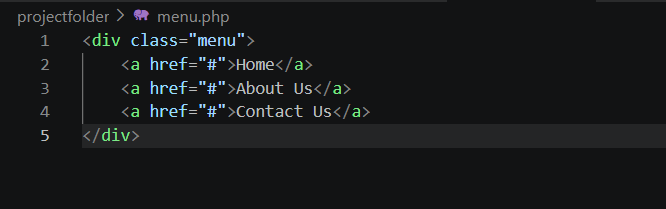 projectfolder > menu.php
1 <div class="menu">
2     <a href="#">Home</a>
3     <a href="#">About Us</a>
4     <a href="#">Contact Us</a>
5 </div>